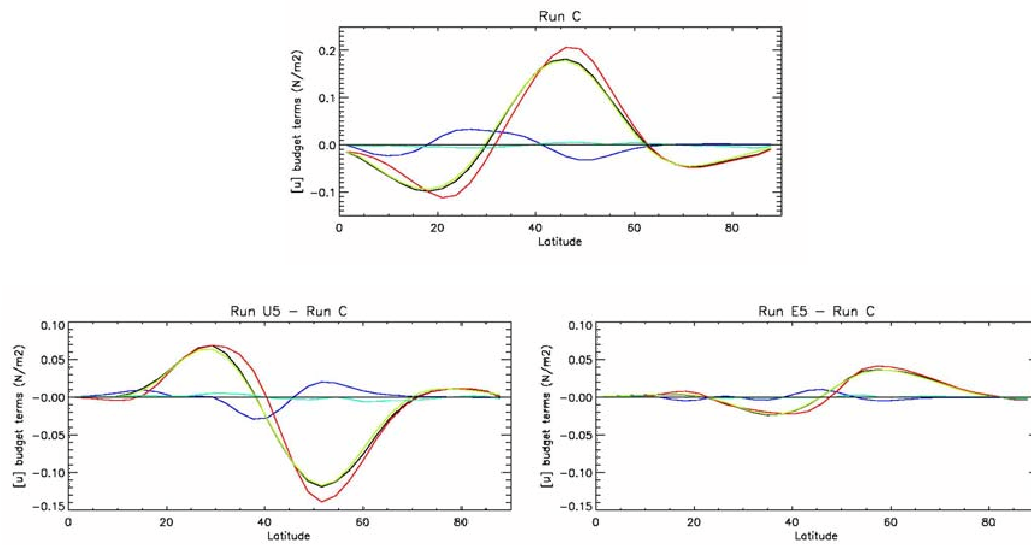 Run C
[u] budget terms (N/m2)
0.2
0.1
0.0
-0.1
0 20 40 60 80
Latitude
Run U5 - Run C
[u] budget terms (N/m2)
0.10
0.05
-0.00
-0.05
-0.10
-0.15
0 20 40 60 80
Latitude
Run E5 - Run C
[u] budget terms (N/m2)
0.10
0.05
-0.00
-0.05
-0.10
-0.15
0 20 40 60 80
Latitude